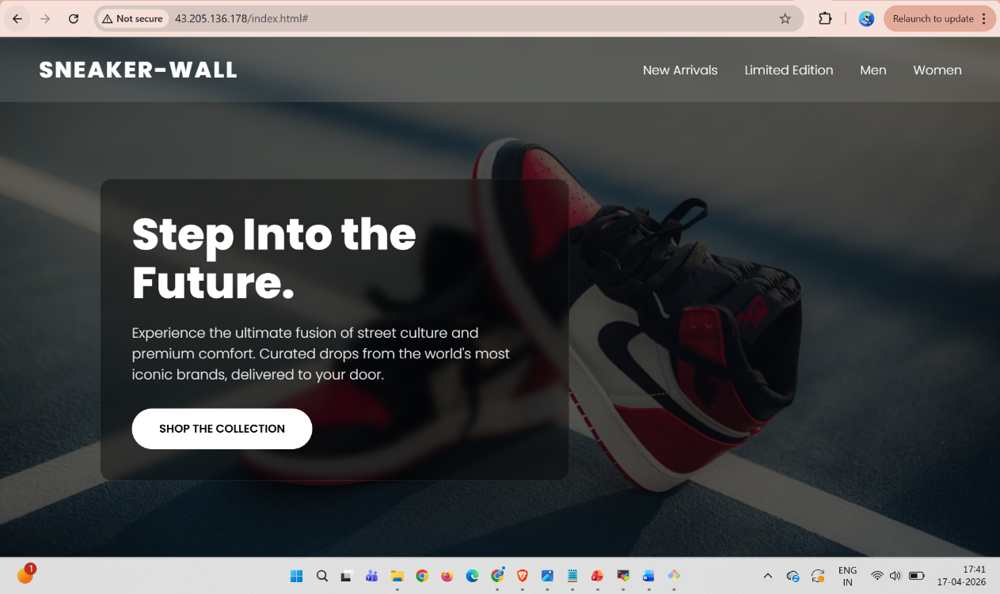 Not secure
43.205.136.178/index.html#
Relaunch to update
SNEAKER-WALL
New Arrivals
Limited Edition
Men
Women
Step Into the
Future.
Experience the ultimate fusion of street culture and
premium comfort. Curated drops from the world's most
iconic brands, delivered to your door.
SHOP THE COLLECTION
1
ENG
IN
17:41
17-04-2026